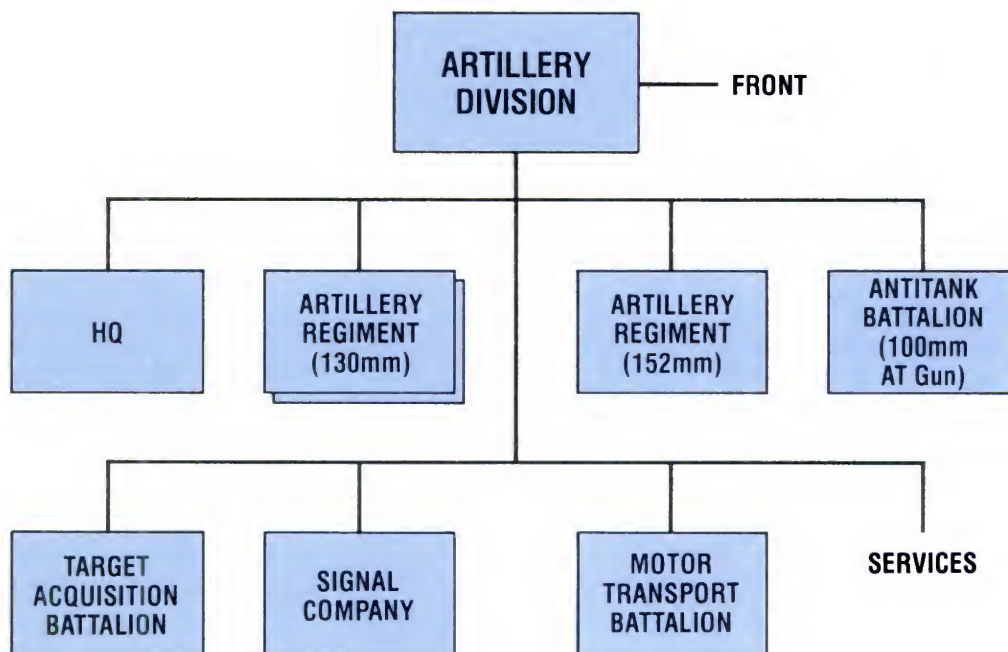 ARTILLERY
DIVISION
FRONT
HQ
ARTILLERY
REGIMENT
(130mm)
ARTILLERY
REGIMENT
(152mm)
ANTITANK
BATTALION
(100mm
AT Gun)
TARGET
ACQUISITION
BATTALION
SIGNAL
COMPANY
MOTOR
TRANSPORT
BATTALION
SERVICES